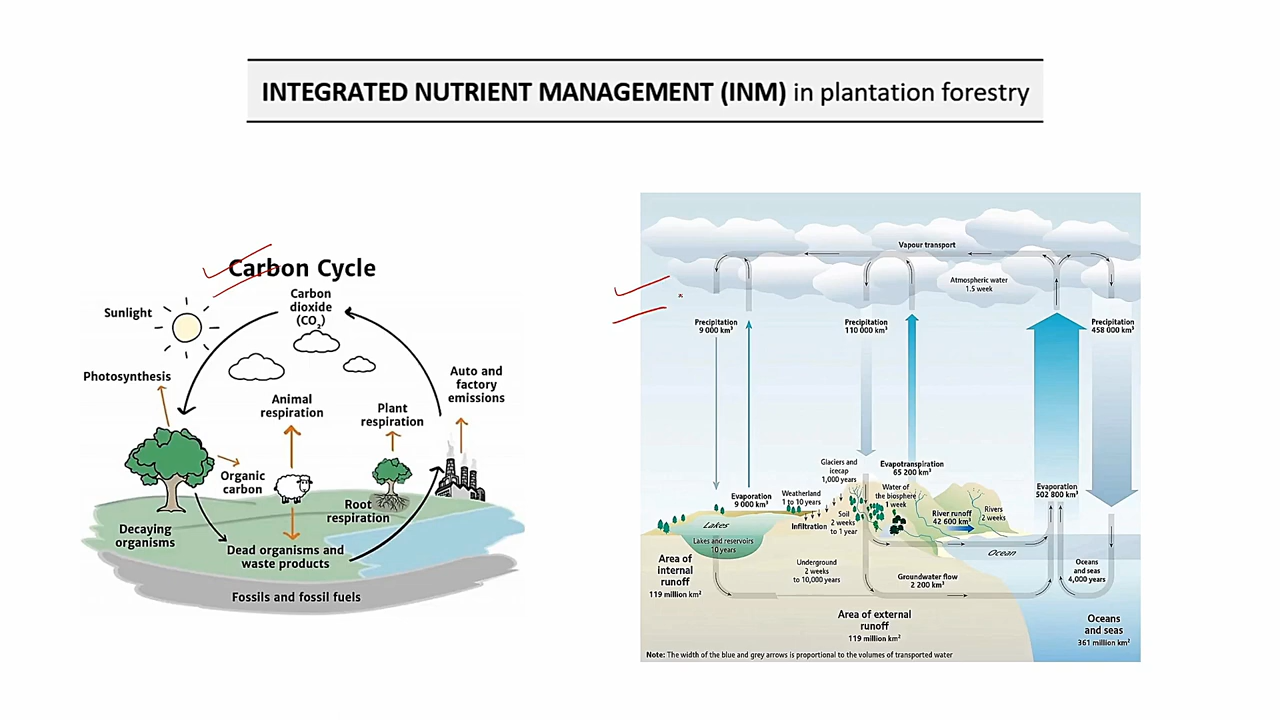 INTEGRATED NUTRIENT MANAGEMENT (INM) in plantation forestry
Carbon Cycle
Carbon
dioxide
(CO₂)
Sunlight
Photosynthesis
Animal
respiration
Plant
respiration
Auto and
factory
emissions
Organic
carbon
Root
respiration
Decaying
organisms
Dead organisms and
waste products
Fossils and fossil fuels
Vapour transport
Atmospheric water
1.5 week
Precipitation
9 000 km³
Precipitation
110 000 km³
Precipitation
458 000 km³
Glaciers and
icecap
1,000 years
Evapotranspiration
65 200 km³
Evaporation
9 000 km³
Weatherland
1 to 10 years
Water of
the biosphere
1 week
Evaporation
502 800 km³
Infiltration
Soil
2 weeks
to 1 year
River runoff
42 600 km³
Rivers
2 weeks
Lakes
Lakes and reservoirs
10 years
Ocean
Area of
internal
runoff
119 million km²
Underground
2 weeks
to 10,000 years
Groundwater flow
2 200 km³
Oceans
and seas
4,000 years
Area of external
runoff
119 million km²
Oceans
and seas
361 million km²
Note: The width of the blue and grey arrows is proportional to the volumes of transported water